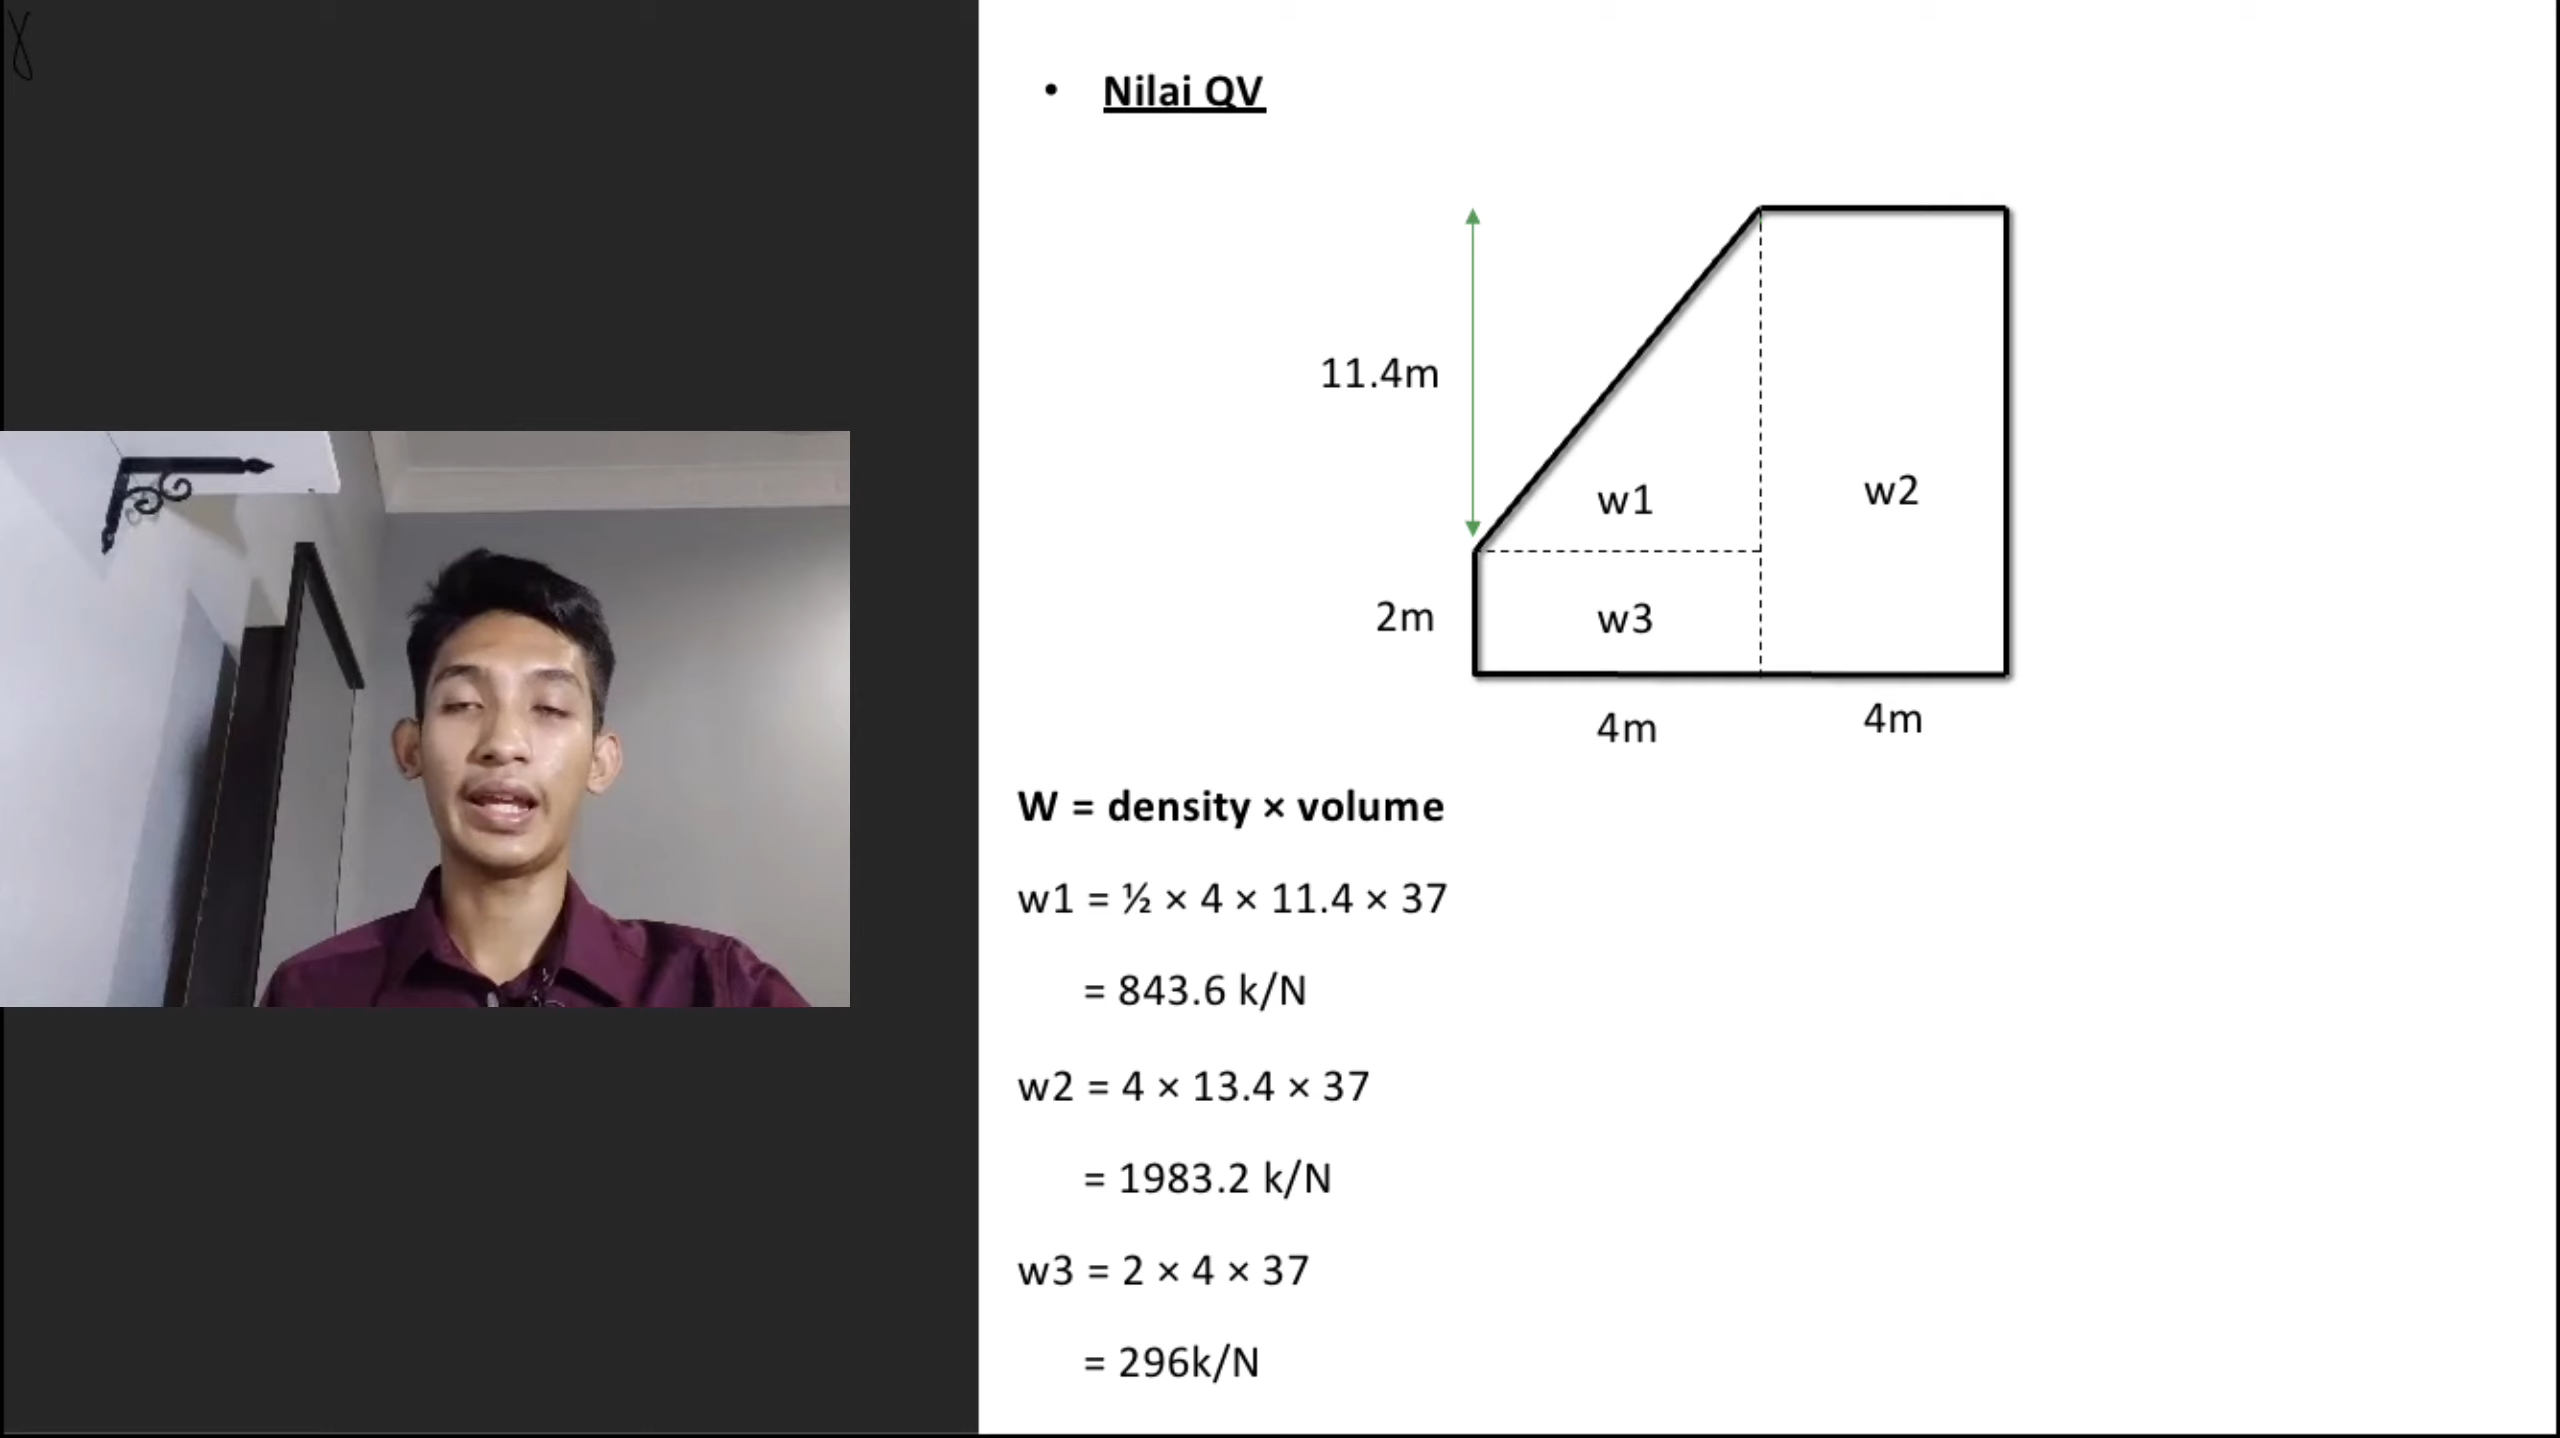 Nilai QV
11.4m
w1
w2
2m
w3
4m
4m
W = density × volume
w1 = ½ × 4 × 11.4 × 37
= 843.6 k/N
w2 = 4 × 13.4 × 37
= 1983.2 k/N
w3 = 2 × 4 × 37
= 296k/N